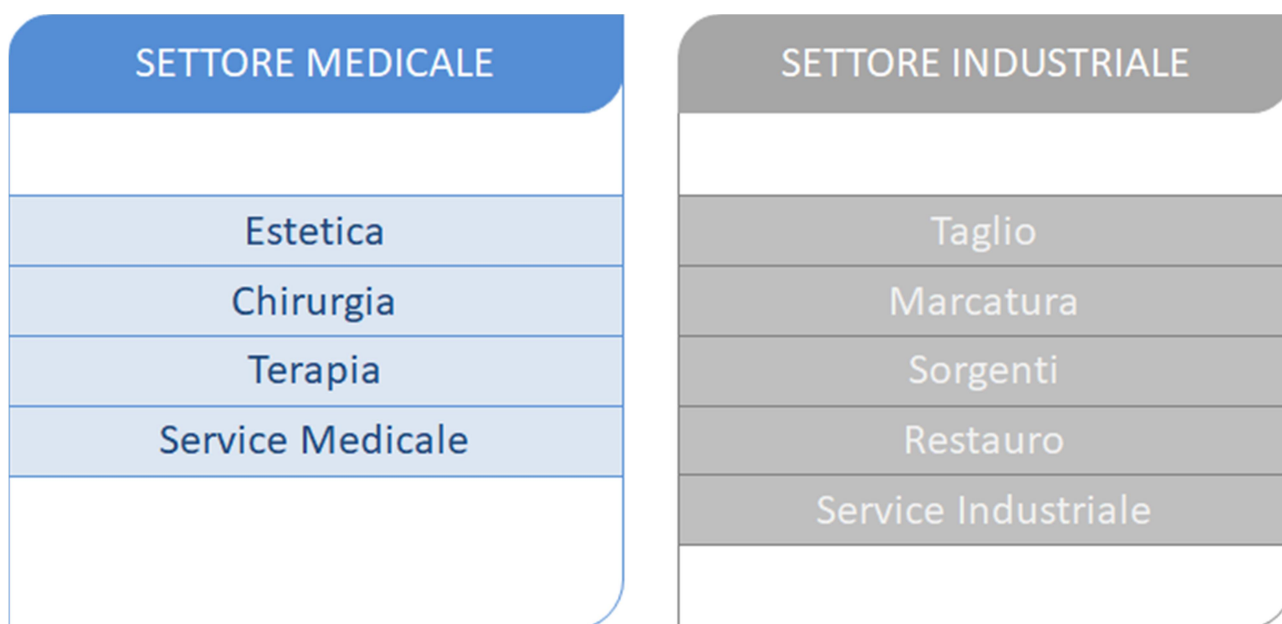 SETTORE MEDICALE
Estetica
Chirurgia
Terapia
Service Medicale
SETTORE INDUSTRIALE
Taglio
Marcatura
Sorgenti
Restauro
Service Industriale